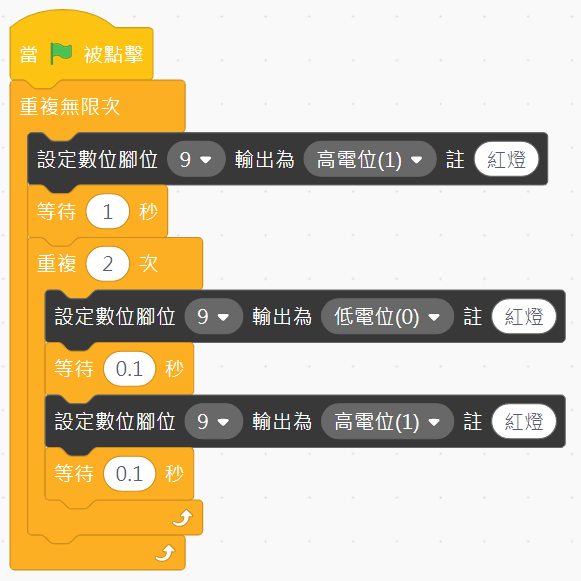 當 被點擊
重複無限次
設定數位腳位 9 輸出為 高電位(1) 註 紅燈
等待 1 秒
重複 2 次
設定數位腳位 9 輸出為 低電位(0) 註 紅燈
等待 0.1 秒
設定數位腳位 9 輸出為 高電位(1) 註 紅燈
等待 0.1 秒